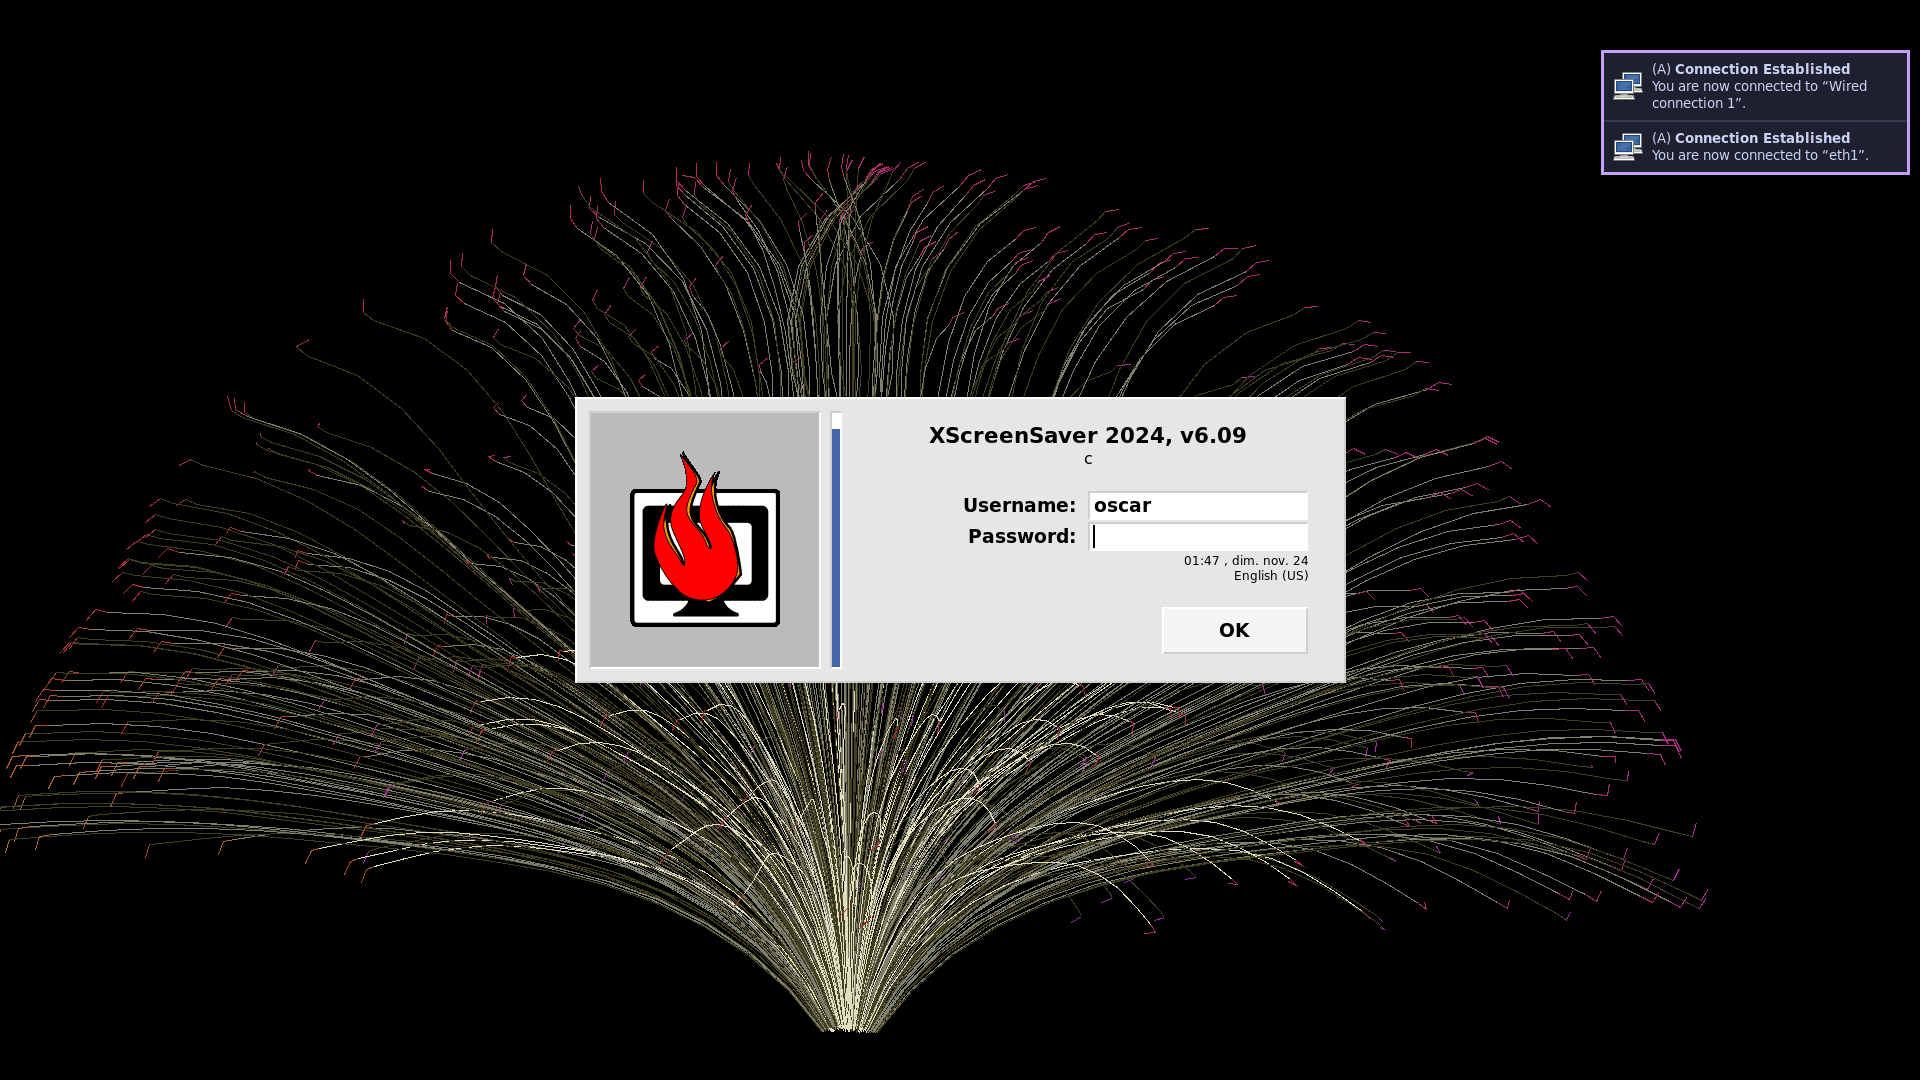 (A) Connection Established
You are now connected to “Wired
connection 1”.
(A) Connection Established
You are now connected to “eth1”.
XScreenSaver 2024, v6.09
c
Username: oscar
Password:
01:47 , dim. nov. 24
English (US)
OK